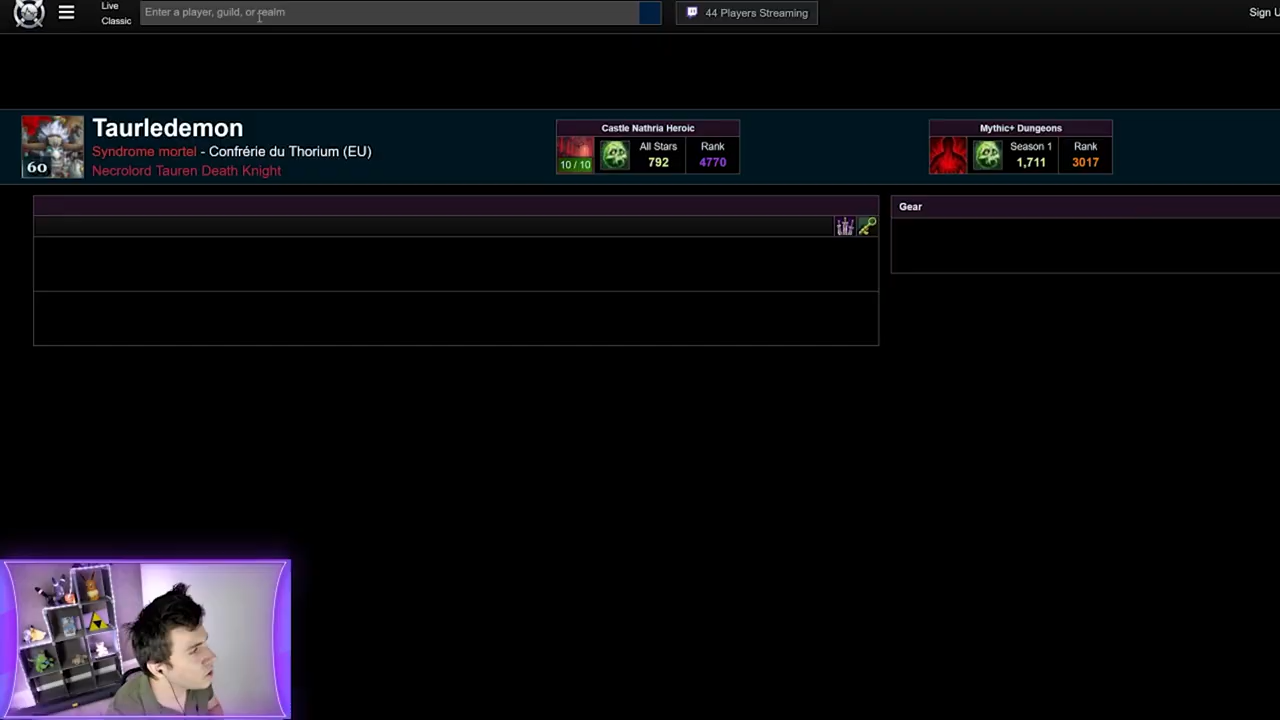 Live
Classic
Enter a player, guild, or realm
44 Players Streaming
Sign U
Taurledemon
Syndrome mortel - Confrérie du Thorium (EU)
Necrolord Tauren Death Knight
60
Castle Nathria Heroic
10 / 10
All Stars
792
Rank
4770
Mythic+ Dungeons
Season 1
1,711
Rank
3017
Gear